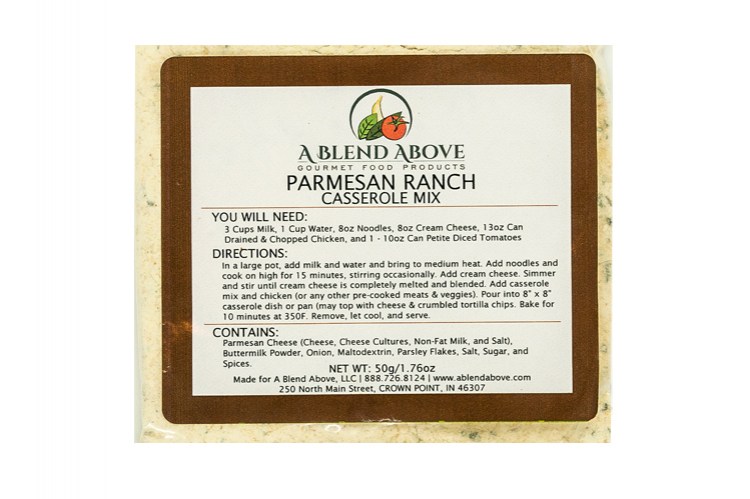 A BLEND ABOVE
GOURMET FOOD PRODUCTS
PARMESAN RANCH
CASSEROLE MIX
YOU WILL NEED:
3 Cups Milk, 1 Cup Water, 8oz Noodles, 8oz Cream Cheese, 13oz Can
Drained & Chopped Chicken, and 1 - 10oz Can Petite Diced Tomatoes
DIRECTIONS:
In a large pot, add milk and water and bring to medium heat. Add noodles and
cook on high for 15 minutes, stirring occasionally. Add cream cheese. Simmer
and stir until cream cheese is completely melted and blended. Add casserole
mix and chicken (or any other pre-cooked meats & veggies). Pour into 8" x 8"
casserole dish or pan (may top with cheese & crumbled tortilla chips. Bake for
10 minutes at 350F. Remove, let cool, and serve.
CONTAINS:
Parmesan Cheese (Cheese, Cheese Cultures, Non-Fat Milk, and Salt),
Buttermilk Powder, Onion, Maltodextrin, Parsley Flakes, Salt, Sugar, and
Spices.
NET WT: 50g/1.76oz
Made for A Blend Above, LLC | 888.726.8124 | www.ablendabove.com
250 North Main Street, CROWN POINT, IN 46307